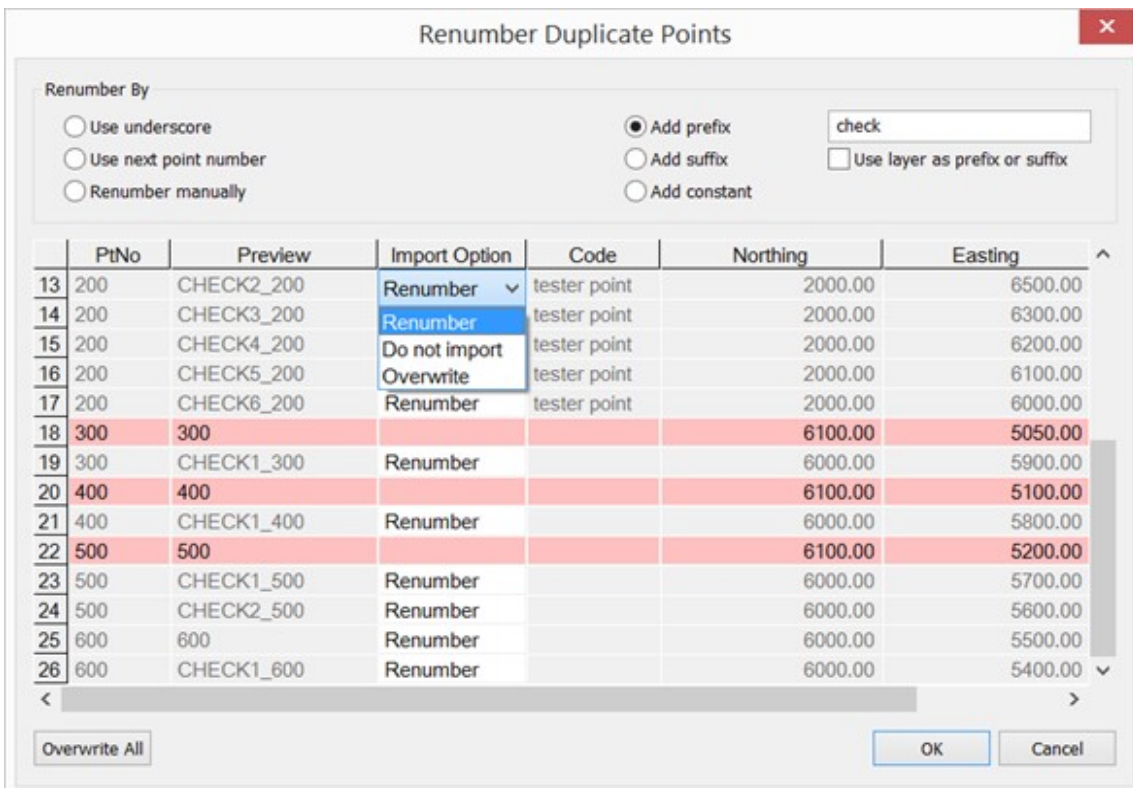 Renumber Duplicate Points
Renumber By
Use underscore Add prefix check
Use next point number Add suffix Use layer as prefix or suffix
Renumber manually Add constant
PtNo Preview Import Option Code Northing Easting
13 200 CHECK2_200 Renumber tester point 2000.00 6500.00
14 200 CHECK3_200 Renumber tester point 2000.00 6300.00
15 200 CHECK4_200 Do not import tester point 2000.00 6200.00
16 200 CHECK5_200 Overwrite tester point 2000.00 6100.00
17 200 CHECK6_200 Renumber tester point 2000.00 6000.00
18 300 300 6100.00 5050.00
19 300 CHECK1_300 Renumber 6000.00 5900.00
20 400 400 6100.00 5100.00
21 400 CHECK1_400 Renumber 6000.00 5800.00
22 500 500 6100.00 5200.00
23 500 CHECK1_500 Renumber 6000.00 5700.00
24 500 CHECK2_500 Renumber 6000.00 5600.00
25 600 600 Renumber 6000.00 5500.00
26 600 CHECK1_600 Renumber 6000.00 5400.00
Overwrite All OK Cancel